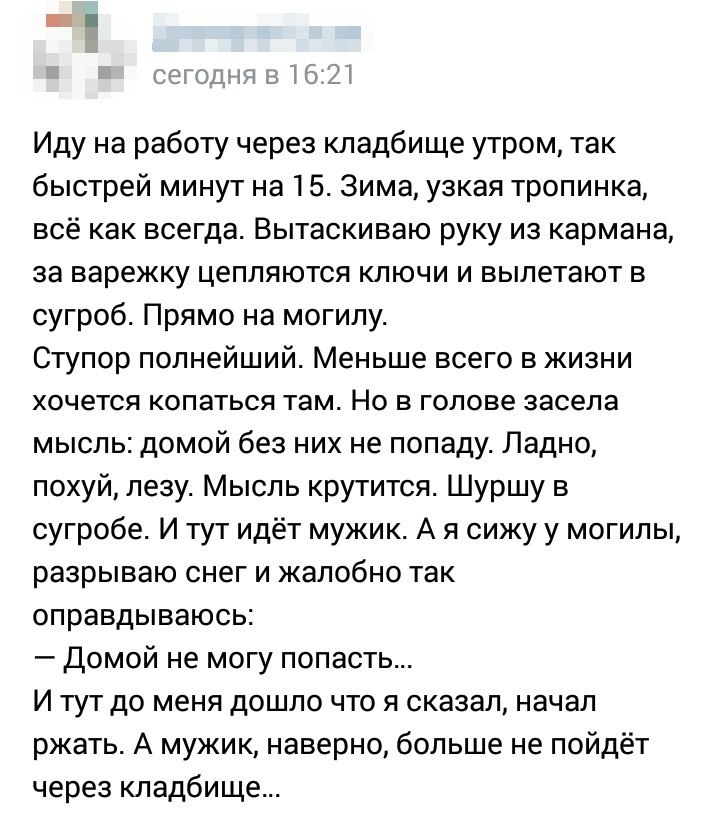 сегодня в 16:21
Иду на работу через кладбище утром, так
быстрей минут на 15. Зима, узкая тропинка,
всё как всегда. Вытаскиваю руку из кармана,
за варежку цепляются ключи и вылетают в
сугроб. Прямо на могилу.
Ступор полнейший. Меньше всего в жизни
хочется копаться там. Но в голове засела
мысль: домой без них не попаду. Ладно,
похуй, лезу. Мысль крутится. Шуршу в
сугробе. И тут идёт мужик. А я сижу у могилы,
разрываю снег и жалобно так
оправдываюсь:
— Домой не могу попасть...
И тут до меня дошло что я сказал, начал
ржать. А мужик, наверно, больше не пойдёт
через кладбище...